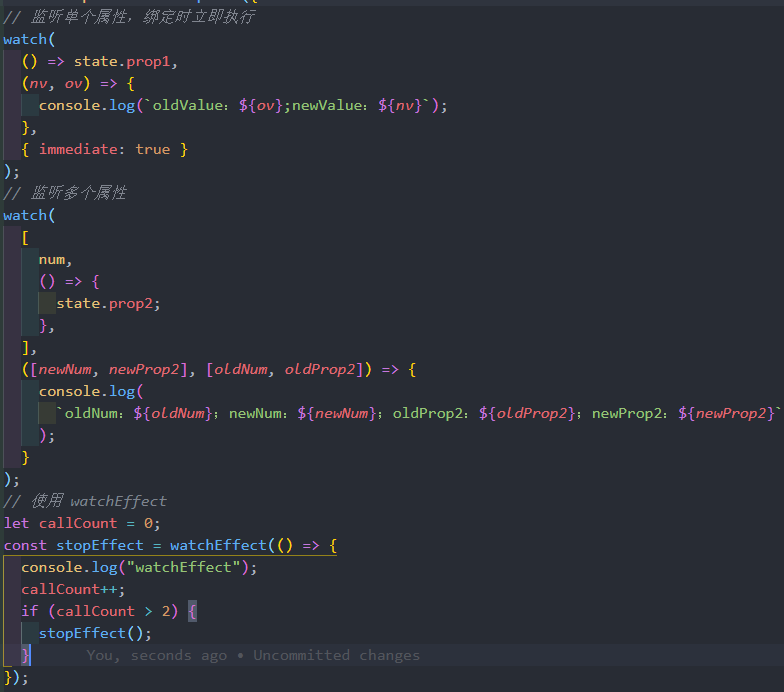 // 监听单个属性，绑定时立即执行
watch(
  () => state.prop1,
  (nv, ov) => {
    console.log(`oldValue：${ov};newValue：${nv}`);
  },
  { immediate: true }
);
// 监听多个属性
watch(
  [
    num,
    () => {
      state.prop2;
    },
  ],
  ([newNum, newProp2], [oldNum, oldProp2]) => {
    console.log(
      `oldNum：${oldNum}；newNum：${newNum}；oldProp2：${oldProp2}；newProp2：${newProp2}`
    );
  }
);
// 使用 watchEffect
let callCount = 0;
const stopEffect = watchEffect(() => {
  console.log("watchEffect");
  callCount++;
  if (callCount > 2) {
    stopEffect();
  }      You, seconds ago • Uncommitted changes
});